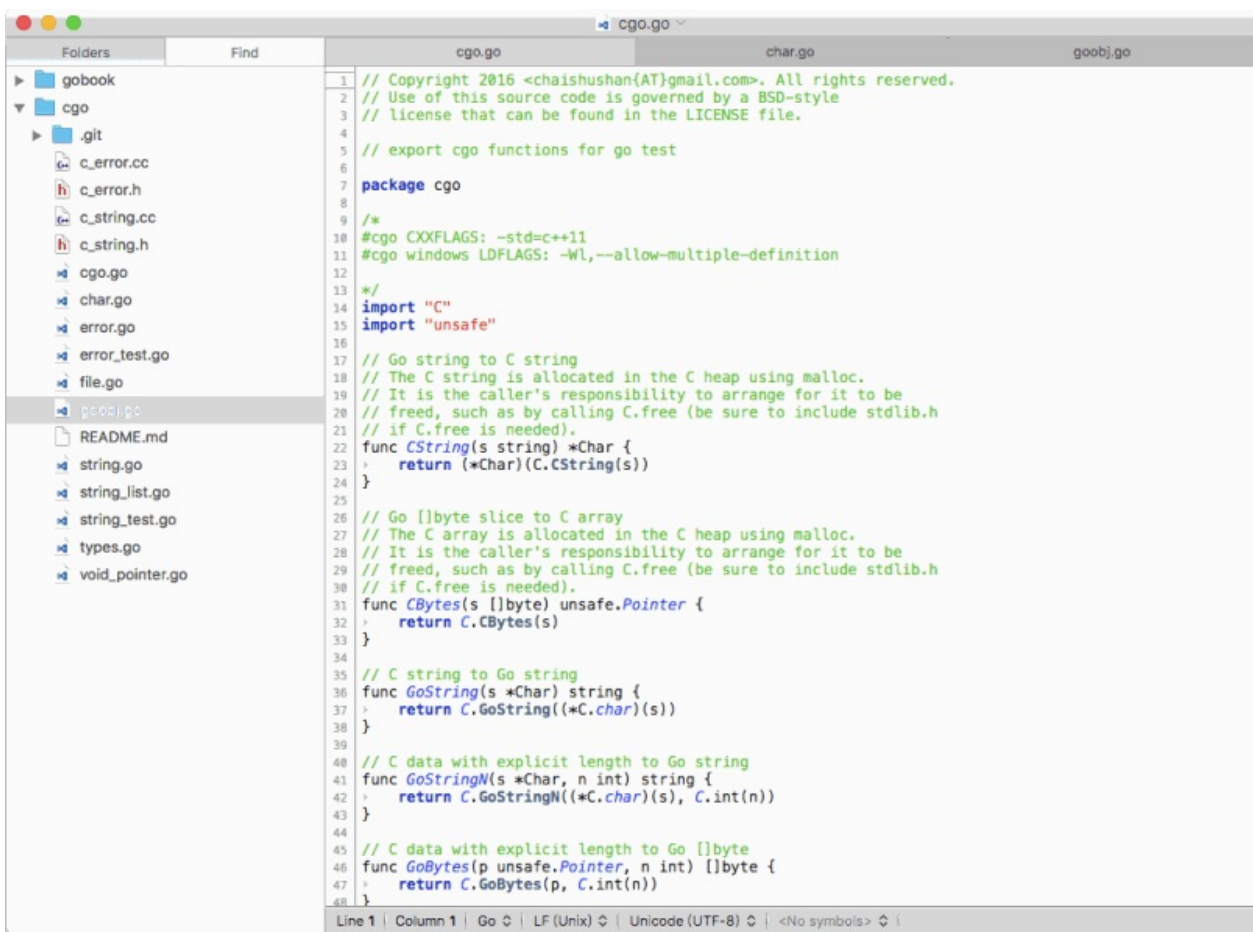 cgo.go
Folders
Find
cgo.go
char.go
goobj.go
gobook
cgo
.git
c_error.cc
c_error.h
c_string.cc
c_string.h
cgo.go
char.go
error.go
error_test.go
file.go
goobj.go
README.md
string.go
string_list.go
string_test.go
types.go
void_pointer.go
1 // Copyright 2016 <chaishushan{AT}gmail.com>. All rights reserved.
2 // Use of this source code is governed by a BSD-style
3 // license that can be found in the LICENSE file.
4
5 // export cgo functions for go test
6
7 package cgo
8
9 /*
10 #cgo CXXFLAGS: -std=c++11
11 #cgo windows LDFLAGS: -Wl,--allow-multiple-definition
12
13 */
14 import "C"
15 import "unsafe"
16
17 // Go string to C string
18 // The C string is allocated in the C heap using malloc.
19 // It is the caller's responsibility to arrange for it to be
20 // freed, such as by calling C.free (be sure to include stdlib.h
21 // if C.free is needed).
22 func CString(s string) *Char {
23 return (*Char)(C.CString(s))
24 }
25
26 // Go []byte slice to C array
27 // The C array is allocated in the C heap using malloc.
28 // It is the caller's responsibility to arrange for it to be
29 // freed, such as by calling C.free (be sure to include stdlib.h
30 // if C.free is needed).
31 func CBytes(s []byte) unsafe.Pointer {
32 return C.CBytes(s)
33 }
34
35 // C string to Go string
36 func GoString(s *Char) string {
37 return C.GoString((*C.char)(s))
38 }
39
40 // C data with explicit length to Go string
41 func GoStringN(s *Char, n int) string {
42 return C.GoStringN((*C.char)(s), C.int(n))
43 }
44
45 // C data with explicit length to Go []byte
46 func GoBytes(p unsafe.Pointer, n int) []byte {
47 return C.GoBytes(p, C.int(n))
48 }
Line 1 Column 1 Go LF (Unix) Unicode (UTF-8) <No symbols>